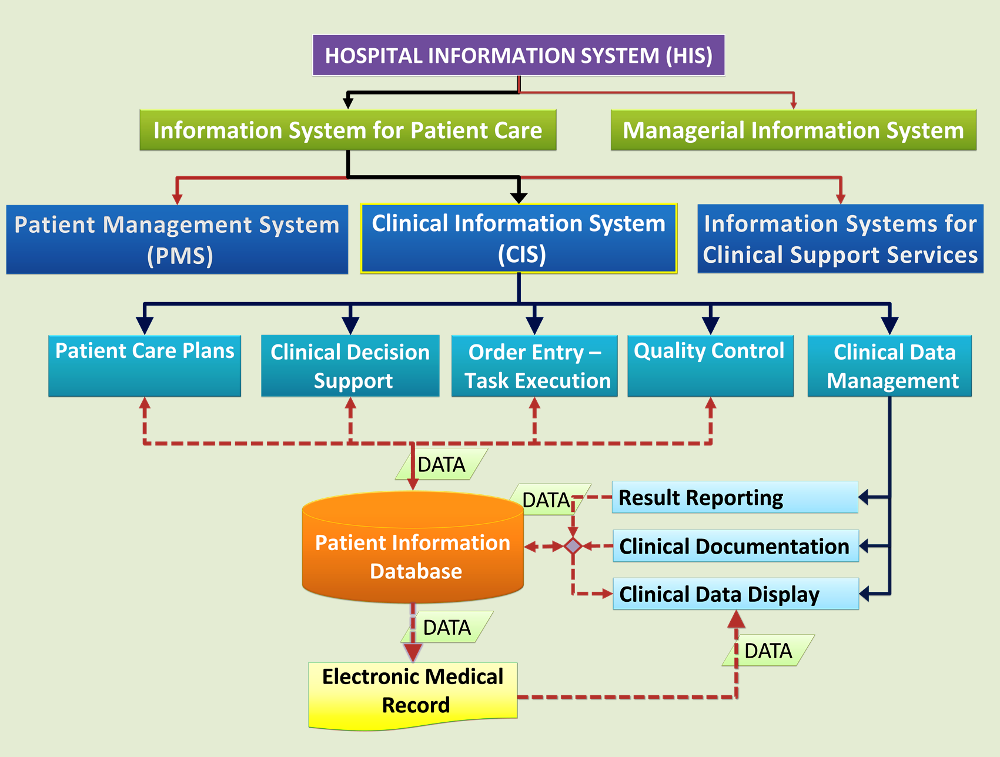 HOSPITAL INFORMATION SYSTEM (HIS)
Information System for Patient Care
Managerial Information System
Patient Management System
(PMS)
Clinical Information System
(CIS)
Information Systems for
Clinical Support Services
Patient Care Plans
Clinical Decision
Support
Order Entry –
Task Execution
Quality Control
Clinical Data
Management
DATA
DATA
Result Reporting
Patient Information
Database
Clinical Documentation
Clinical Data Display
DATA
DATA
Electronic Medical
Record